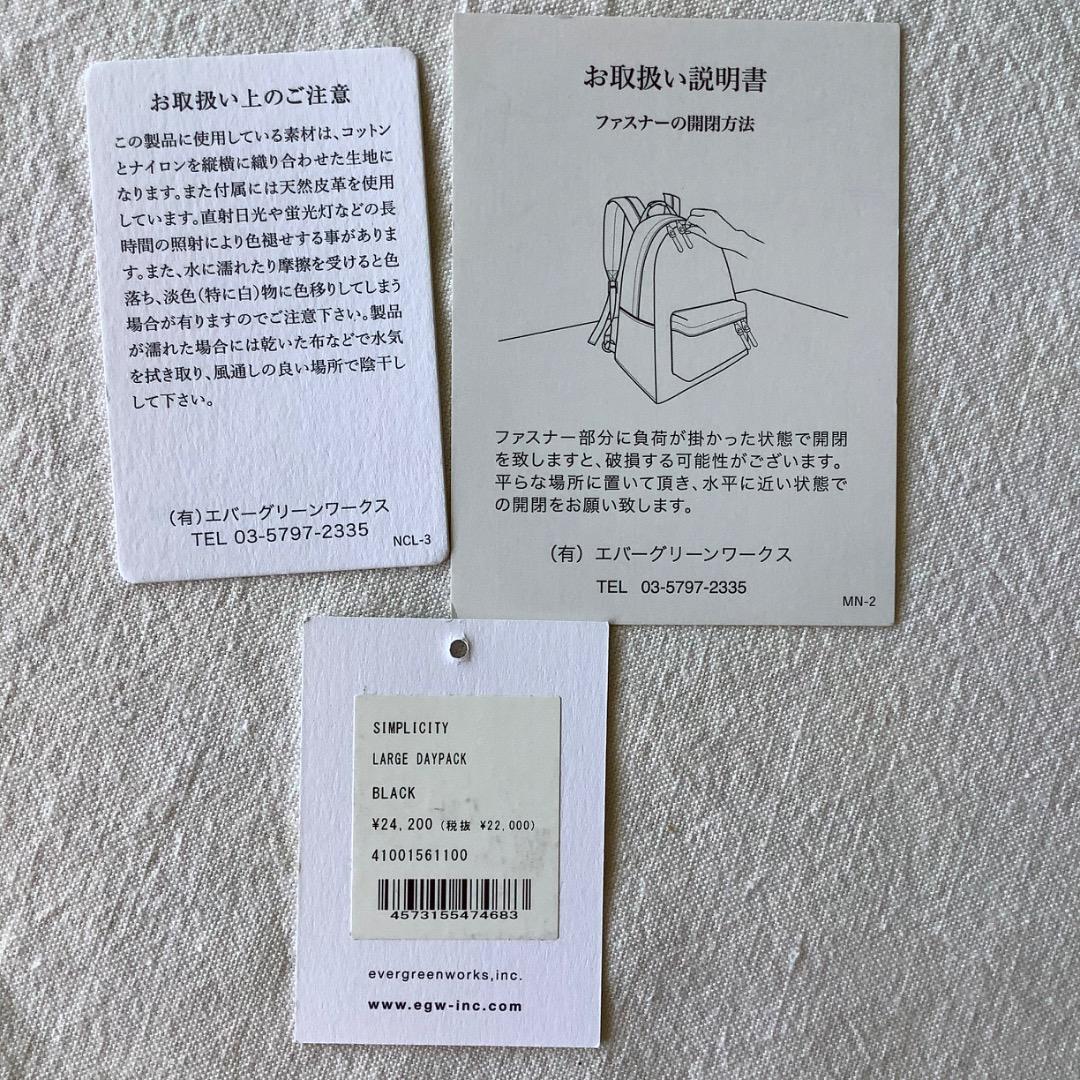 お取扱い上のご注意
この製品に使用している素材は、コットン
とナイロンを縦横に織り合わせた生地に
なります。また付属には天然皮革を使用
しています。直射日光や蛍光灯などの長
時間の照射により色褪せする事がありま
す。また、水に濡れたり摩擦を受けると色
落ち、淡色(特に白)物に色移りしてしまう
場合が有りますのでご注意下さい。製品
が濡れた場合には乾いた布などで水気
を拭き取り、風通しの良い場所で陰干し
して下さい。
(有)エバーグリーンワークス
TEL 03-5797-2335
NCL-3
お取扱い説明書
ファスナーの開閉方法
ファスナー部分に負荷が掛かった状態で開閉
を致しますと、破損する可能性がございます。
平らな場所に置いて頂き、水平に近い状態で
の開閉をお願い致します。
(有) エバーグリーンワークス
TEL 03-5797-2335
MN-2
SIMPLICITY
LARGE DAYPACK
BLACK
¥24,200 (税抜 ¥22,000)
41001561100
4573155474683
evergreenworks,inc.
www.egw-inc.com